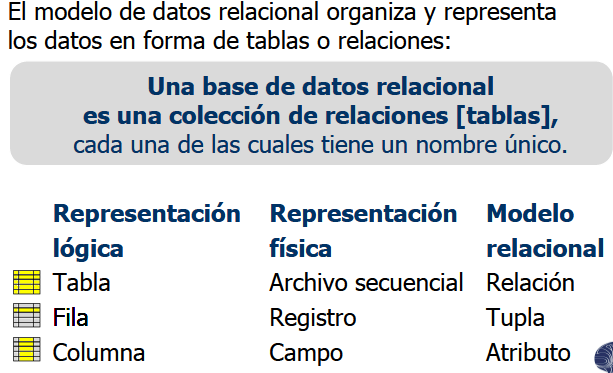 El modelo de datos relacional organiza y representa
los datos en forma de tablas o relaciones:
Una base de datos relacional
es una colección de relaciones [tablas],
cada una de las cuales tiene un nombre único.
Representación Representación Modelo
lógica física relacional
Tabla Archivo secuencial Relación
Fila Registro Tupla
Columna Campo Atributo